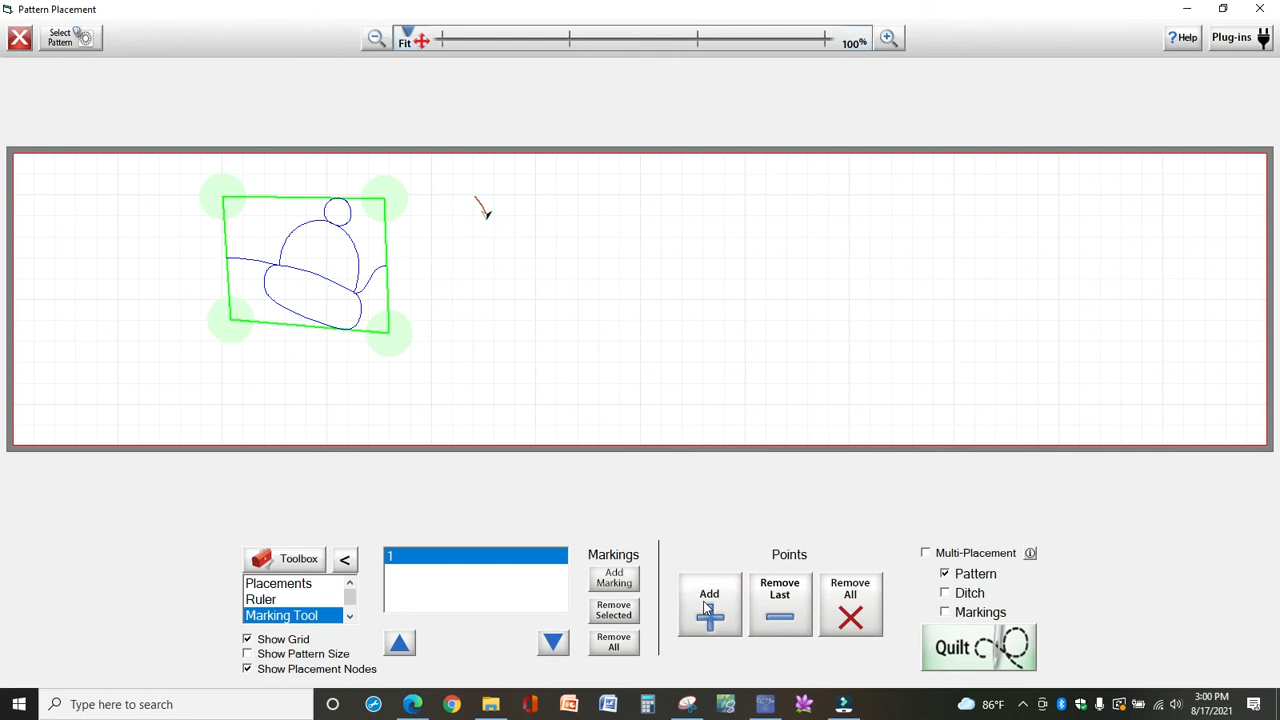 Pattern Placement
Select
Pattern
Fit
100%
?Help
Plug-ins
Toolbox
<
Placements
Ruler
Marking Tool
Show Grid
Show Pattern Size
Show Placement Nodes
1
Markings
Add
Marking
Remove
Selected
Remove
All
Points
Add
Remove
Last
Remove
All
Multi-Placement
Pattern
Ditch
Markings
Quilt
Type here to search
86°F
3:00 PM
8/17/2021